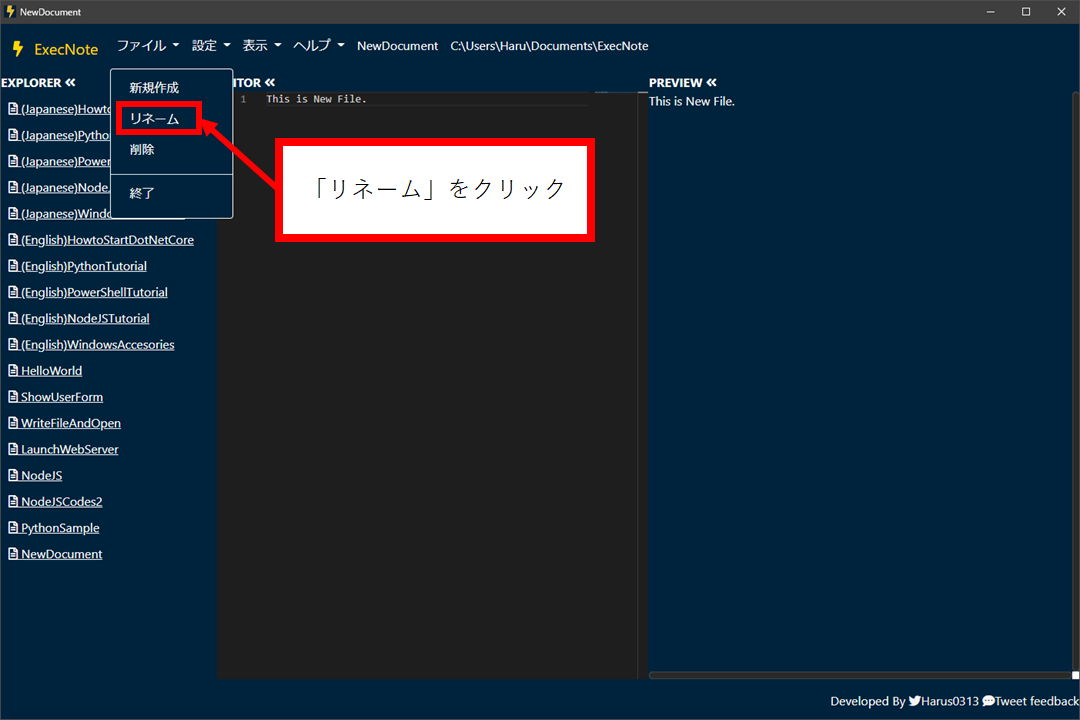 NewDocument
ExecNote ファイル 設定 表示 ヘルプ NewDocument C:\Users\Haru\Documents\ExecNote
EXPLORER
(Japanese)Howto
(Japanese)Pytho
(Japanese)Power
(Japanese)Node.
(Japanese)Windo
(English)HowtoStartDotNetCore
(English)PythonTutorial
(English)PowerShellTutorial
(English)NodeJSTutorial
(English)WindowsAccesories
HelloWorld
ShowUserForm
WriteFileAndOpen
LaunchWebServer
NodeJS
NodeJSCodes2
PythonSample
NewDocument
新規作成
リネーム
削除
終了
ITOR
1 This is New File.
「リネーム」をクリック
PREVIEW
This is New File.
Developed By Harus0313 Tweet feedback